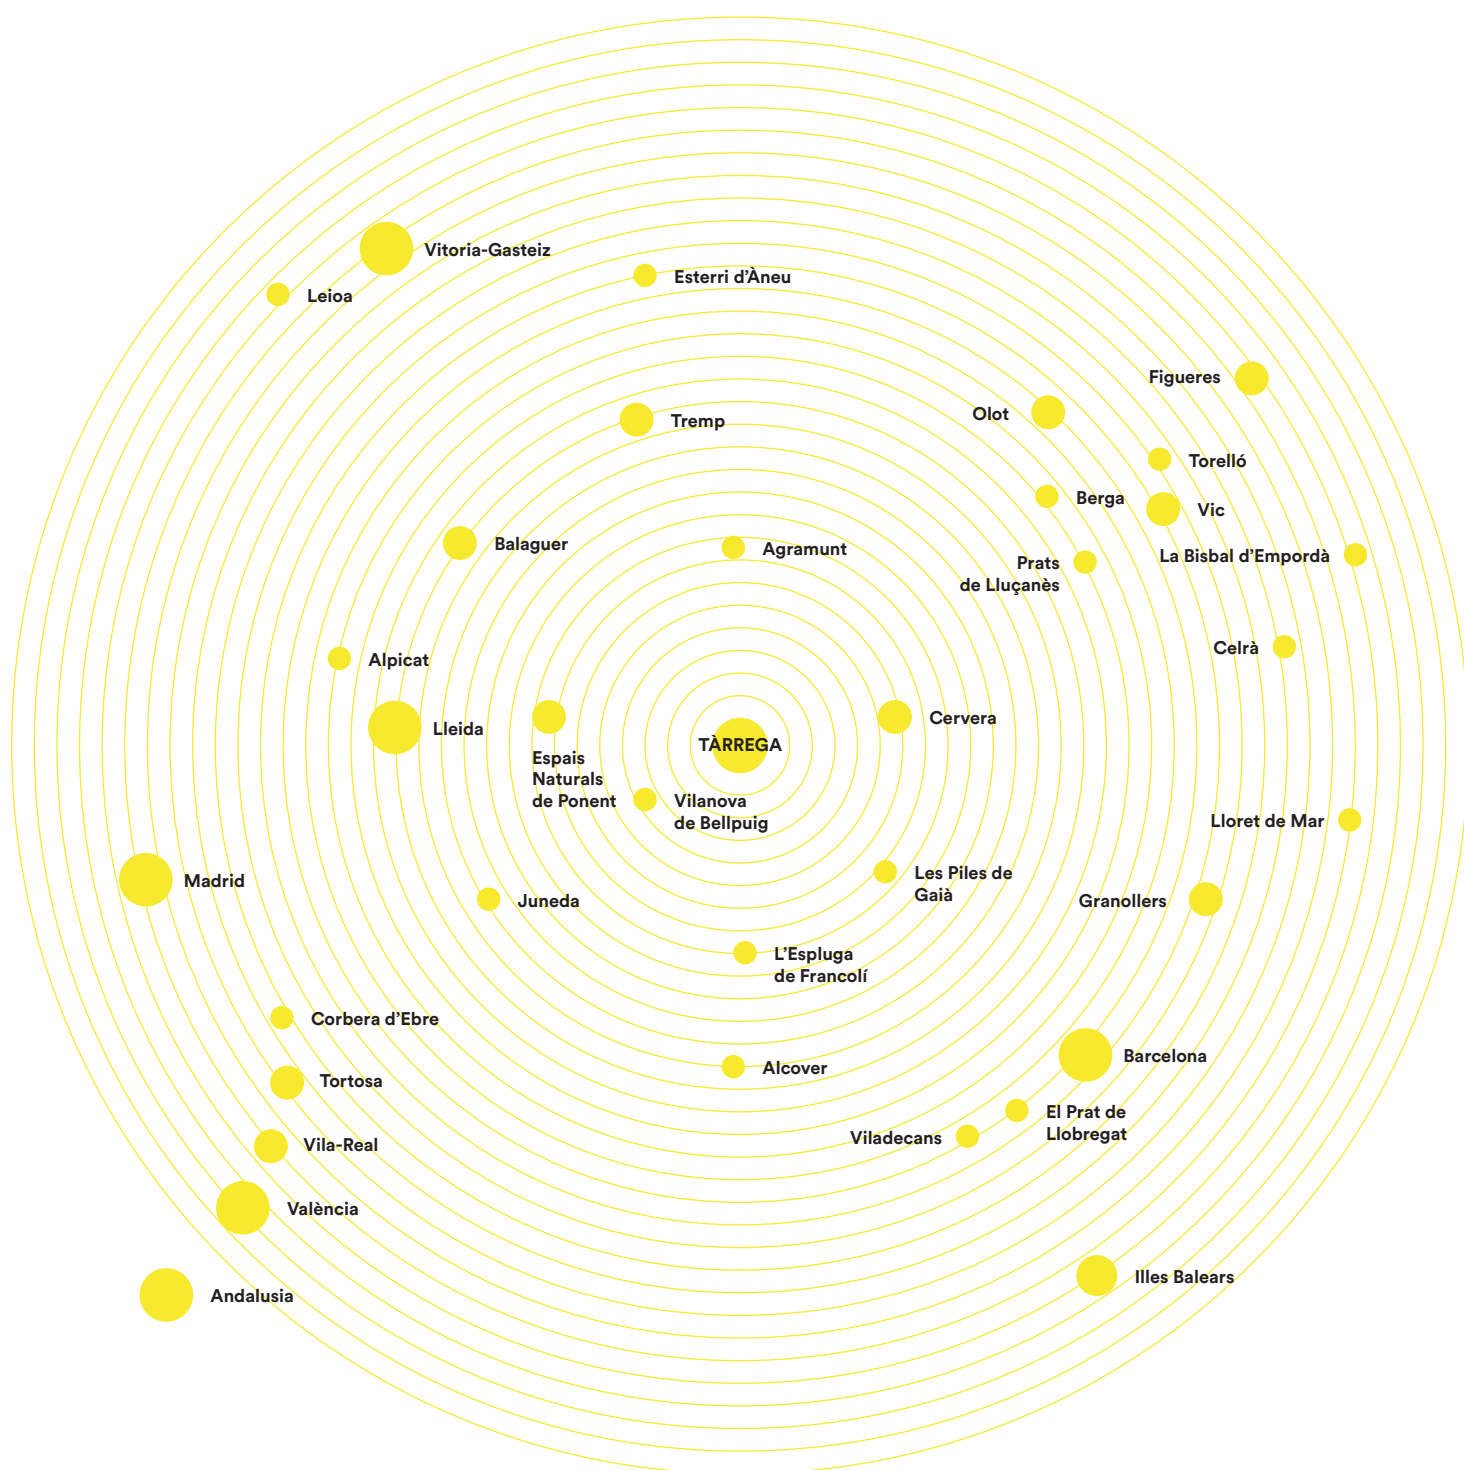 Vitoria-Gasteiz
Esterri d’Àneu
Leioa
Figueres
Olot
Tremp
Torelló
Berga
Vic
Balaguer
Agramunt
La Bisbal d’Empordà
Prats
de Lluçanès
Celrà
Alpicat
Cervera
Lleida
TÀRREGA
Espais
Naturals
de Ponent
Vilanova
de Bellpuig
Lloret de Mar
Les Piles de
Gaià
Madrid
Juneda
Granollers
L’Espluga
de Francolí
Corbera d’Ebre
Barcelona
Alcover
Tortosa
El Prat de
Llobregat
Viladecans
Vila-Real
València
Illes Balears
Andalusia